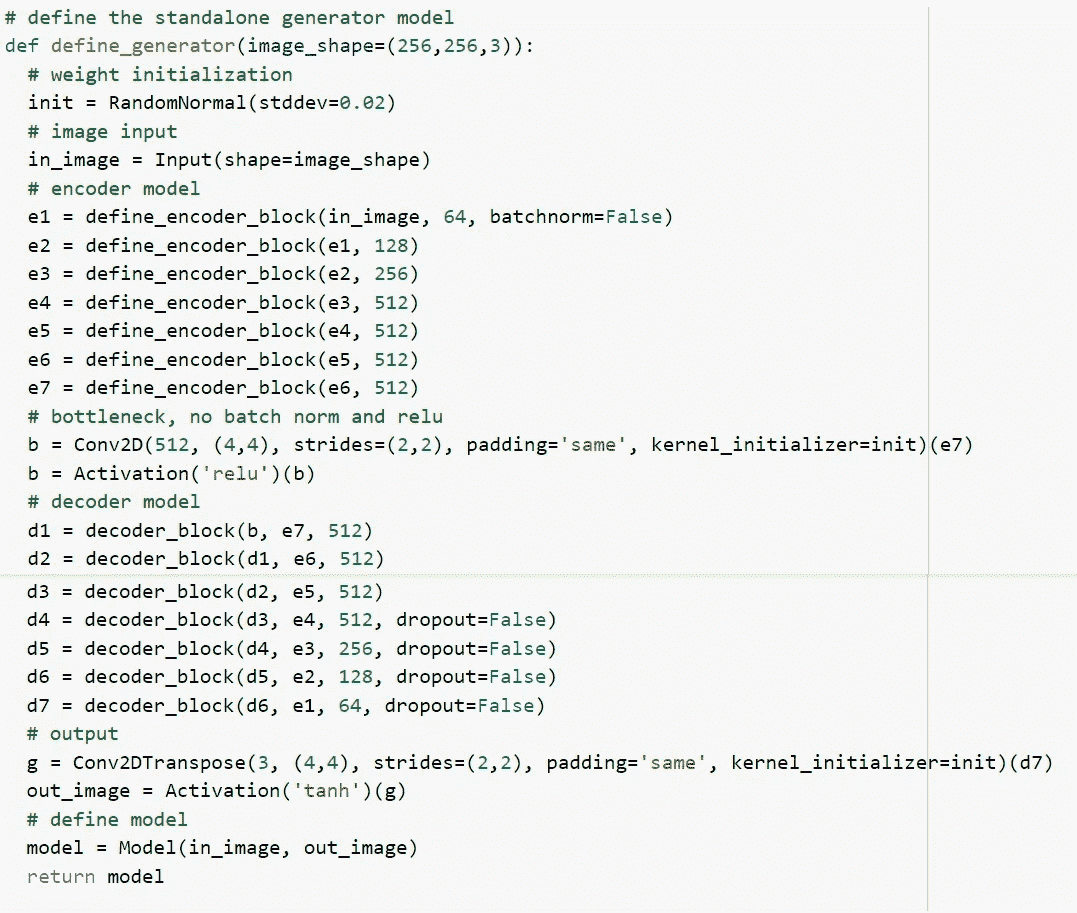 # define the standalone generator model
def define_generator(image_shape=(256,256,3)):
  # weight initialization
  init = RandomNormal(stddev=0.02)
  # image input
  in_image = Input(shape=image_shape)
  # encoder model
  e1 = define_encoder_block(in_image, 64, batchnorm=False)
  e2 = define_encoder_block(e1, 128)
  e3 = define_encoder_block(e2, 256)
  e4 = define_encoder_block(e3, 512)
  e5 = define_encoder_block(e4, 512)
  e6 = define_encoder_block(e5, 512)
  e7 = define_encoder_block(e6, 512)
  # bottleneck, no batch norm and relu
  b = Conv2D(512, (4,4), strides=(2,2), padding='same', kernel_initializer=init)(e7)
  b = Activation('relu')(b)
  # decoder model
  d1 = decoder_block(b, e7, 512)
  d2 = decoder_block(d1, e6, 512)
  d3 = decoder_block(d2, e5, 512)
  d4 = decoder_block(d3, e4, 512, dropout=False)
  d5 = decoder_block(d4, e3, 256, dropout=False)
  d6 = decoder_block(d5, e2, 128, dropout=False)
  d7 = decoder_block(d6, e1, 64, dropout=False)
  # output
  g = Conv2DTranspose(3, (4,4), strides=(2,2), padding='same', kernel_initializer=init)(d7)
  out_image = Activation('tanh')(g)
  # define model
  model = Model(in_image, out_image)
  return model